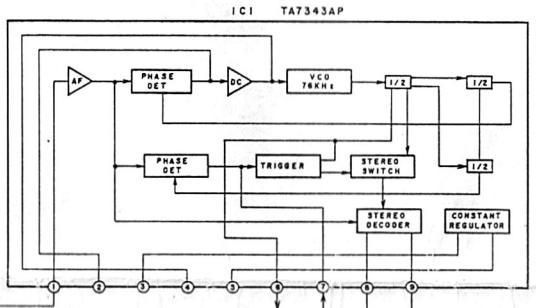 IC1 TA7343AP
AF
PHASE
DET
DC
VCO
76KHz
1/2
1/2
PHASE
DET
TRIGGER
STEREO
SWITCH
1/2
STEREO
DECODER
CONSTANT
REGULATOR
1 2 3 4 5 6 7 8 9